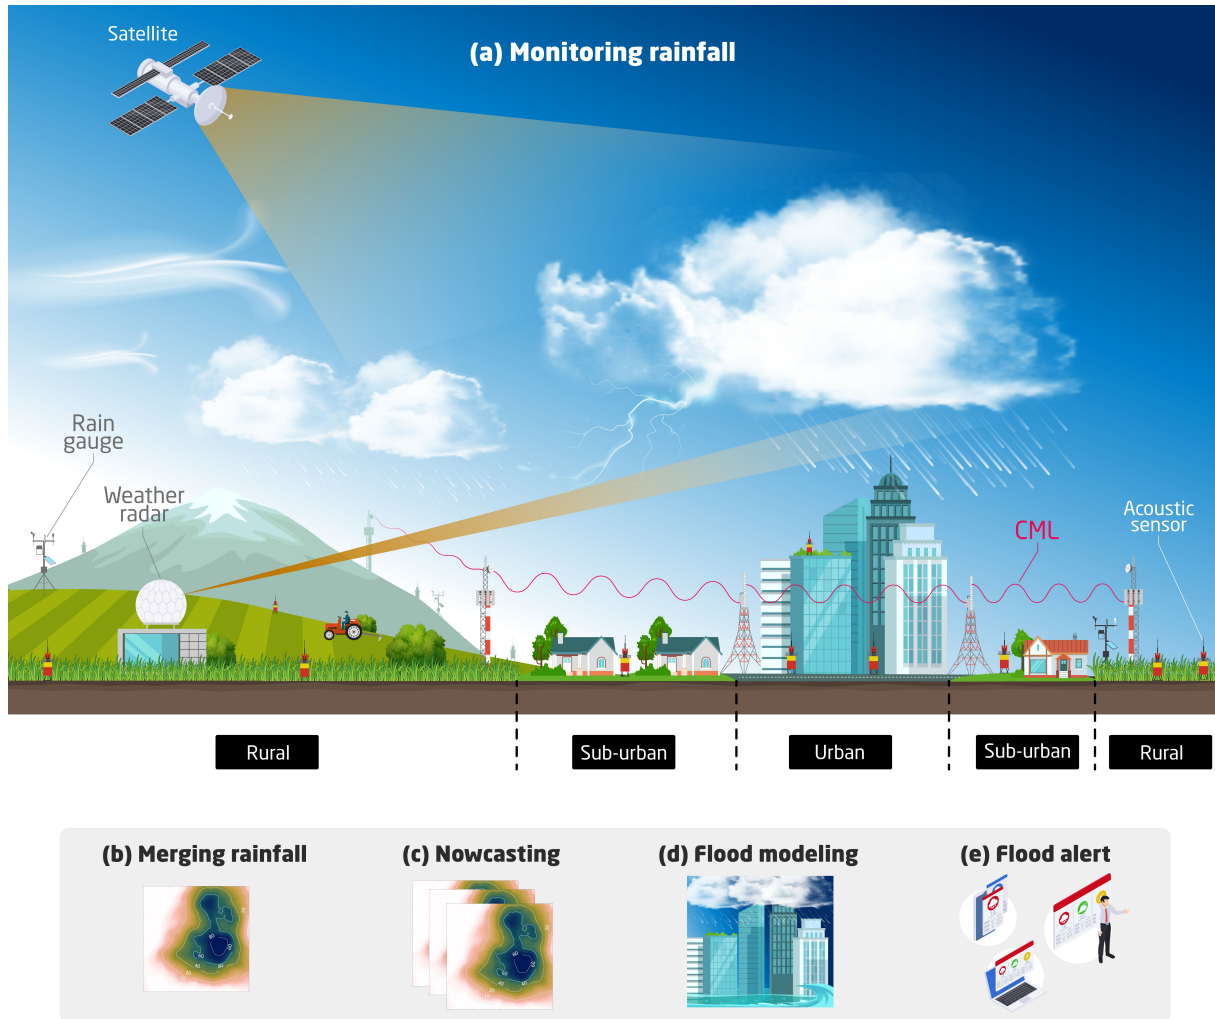 Satellite
(a) Monitoring rainfall
Rain
gauge
Weather
radar
CML
Acoustic
sensor
Rural
Sub-urban
Urban
Sub-urban
Rural
(b) Merging rainfall
(c) Nowcasting
(d) Flood modeling
(e) Flood alert